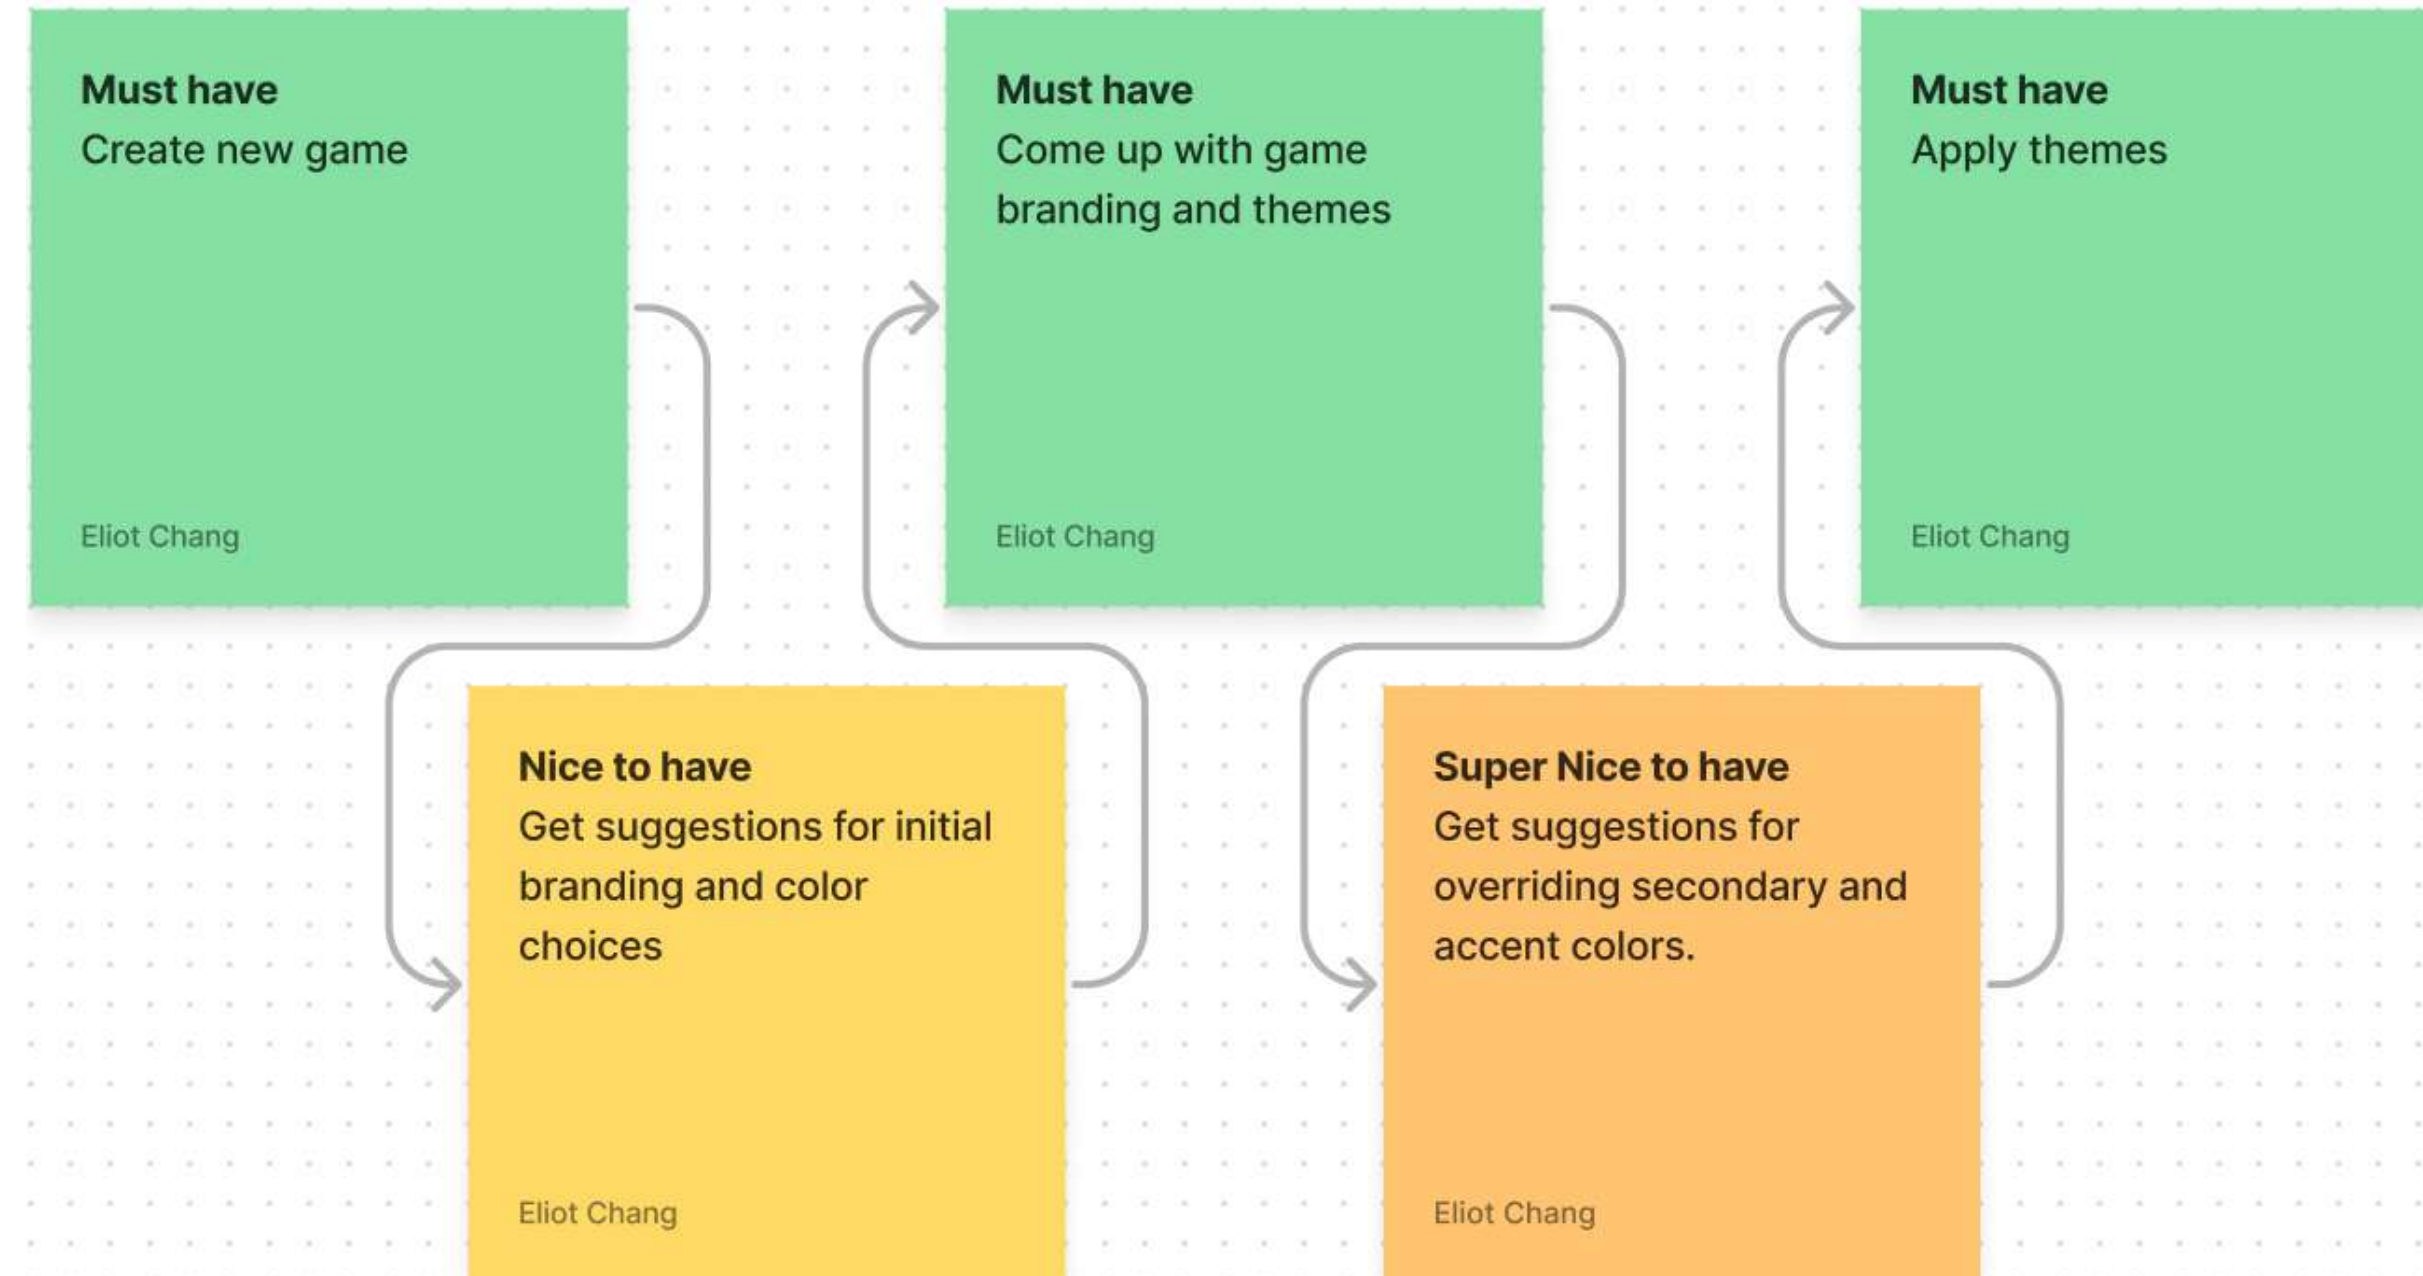 Must have
Create new game
Eliot Chang
Must have
Come up with game
branding and themes
Eliot Chang
Must have
Apply themes
Eliot Chang
Nice to have
Get suggestions for initial
branding and color
choices
Eliot Chang
Super Nice to have
Get suggestions for
overriding secondary and
accent colors.
Eliot Chang